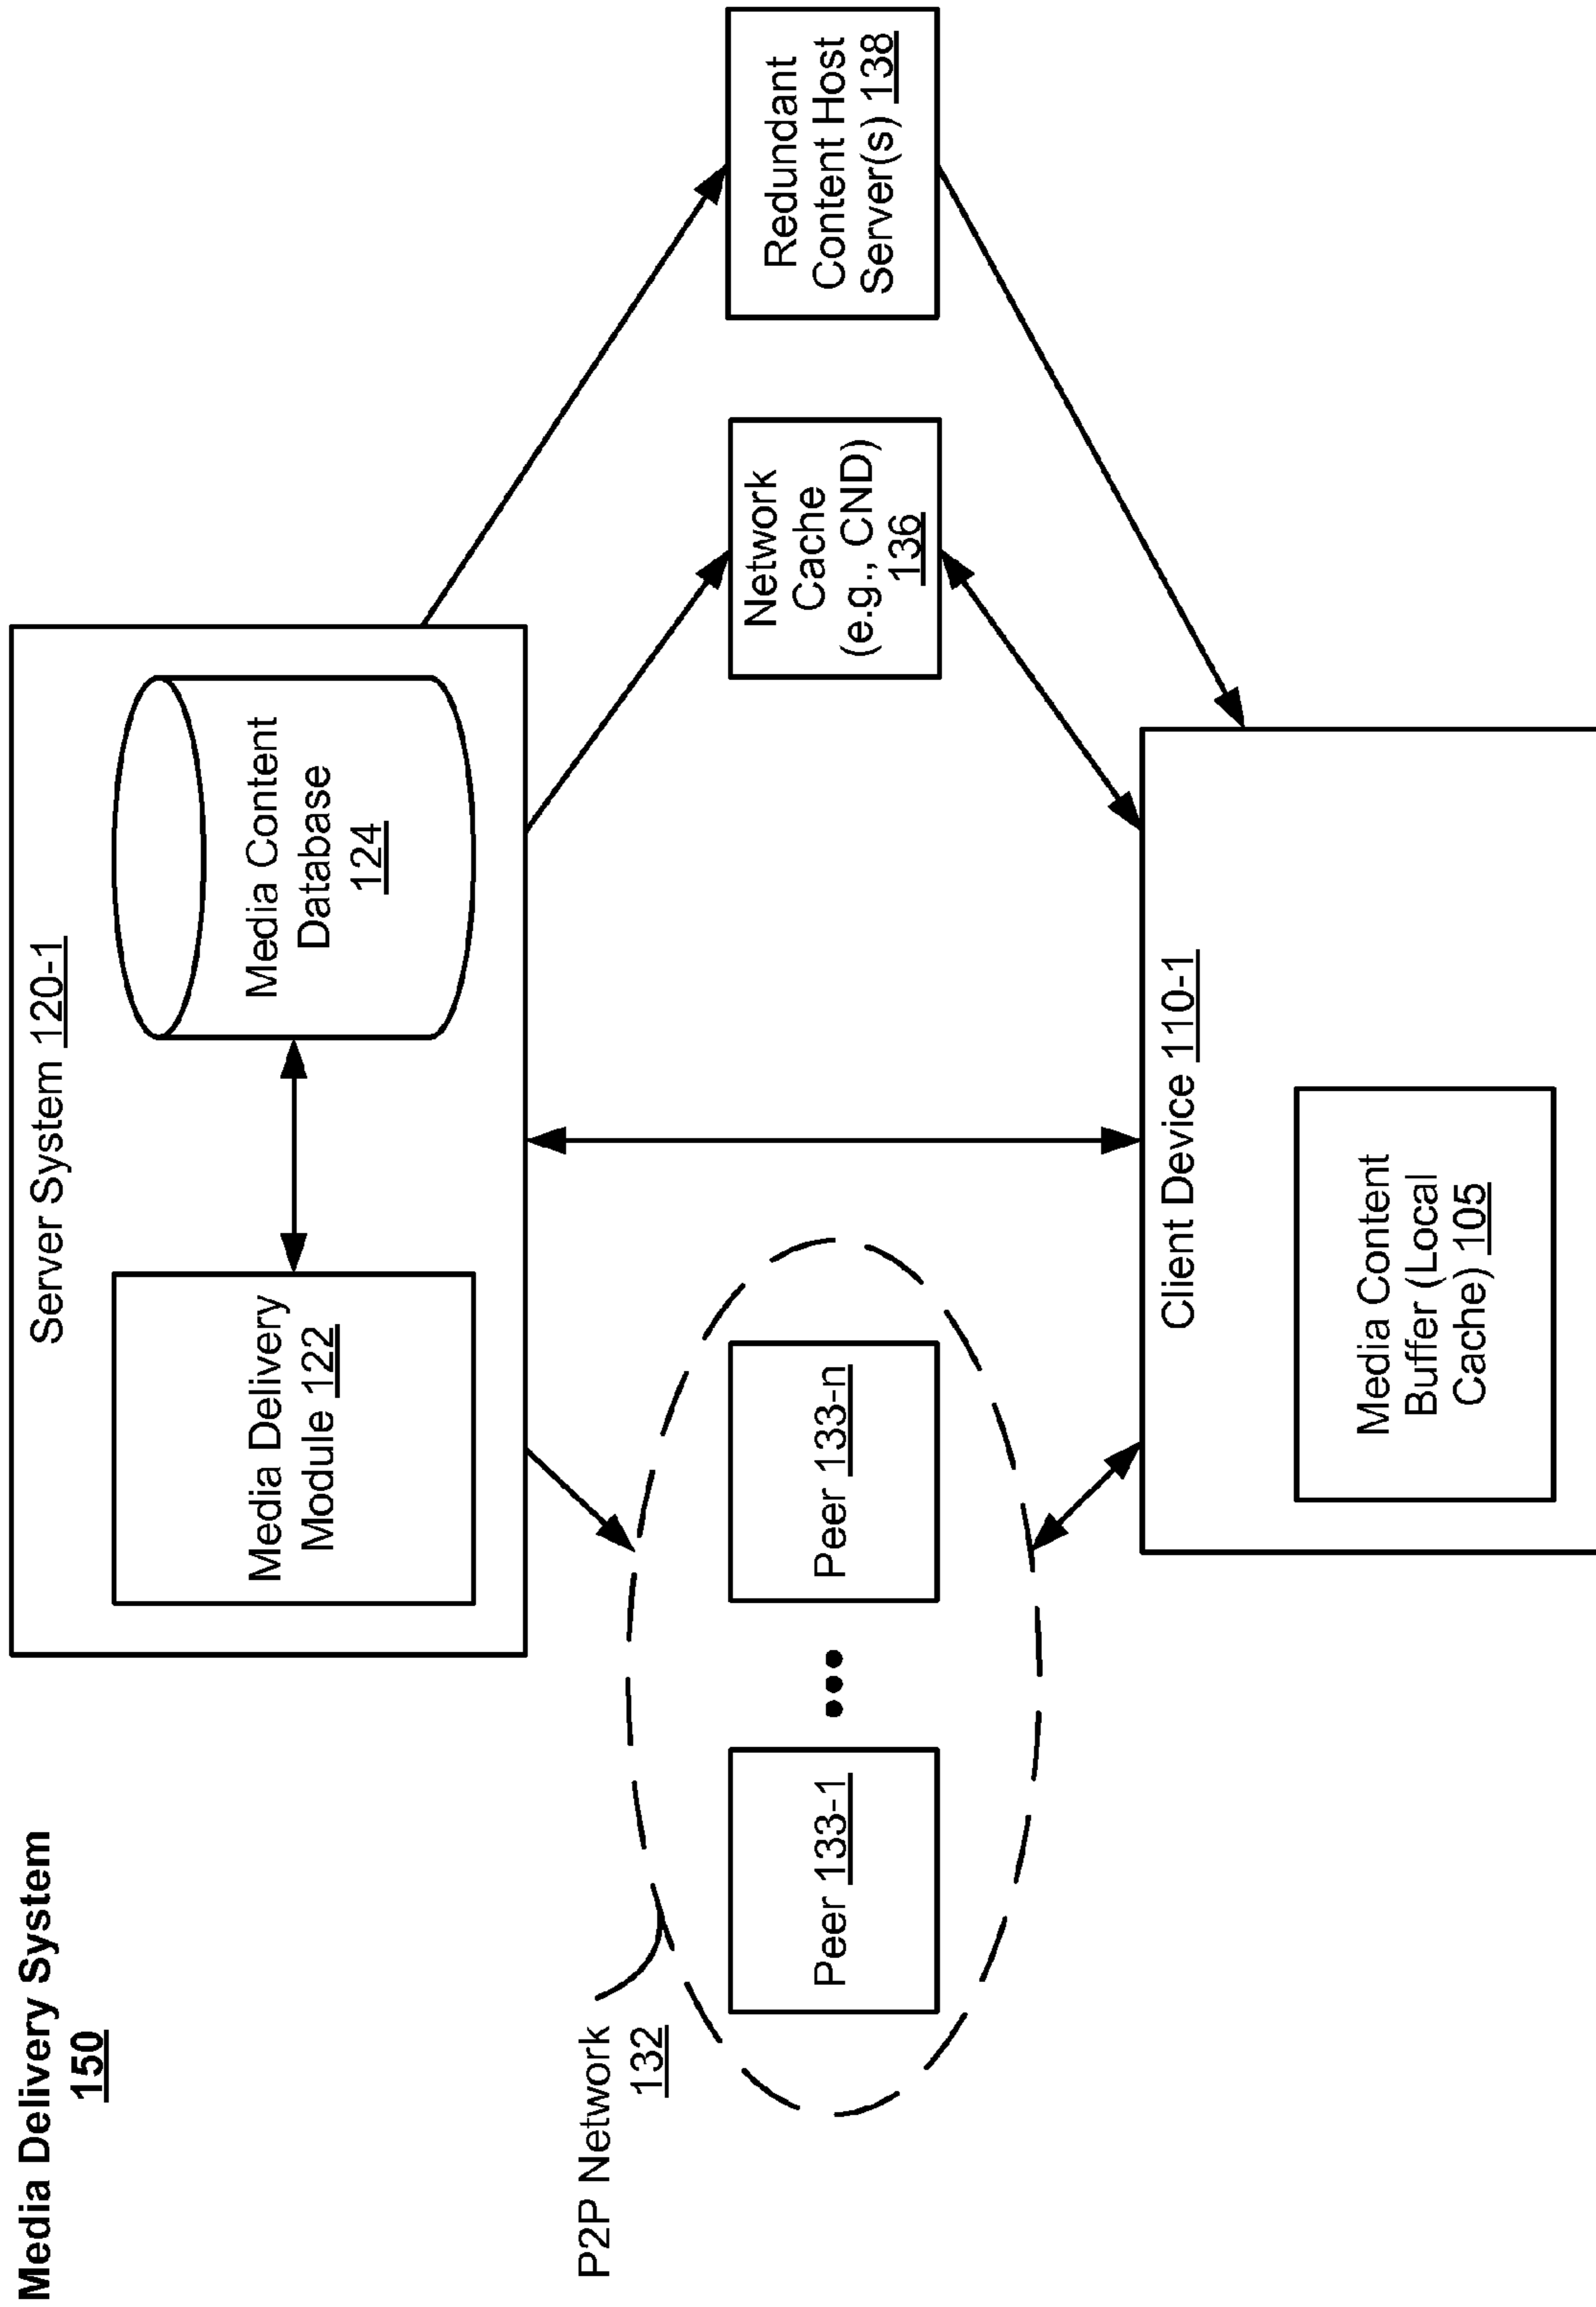 Media Delivery System
150
Server System 120-1
Media Delivery
Module 122
Media Content
Database
124
P2P Network
132
Peer 133-1
Peer 133-n
Network
Cache
(e.g., CND)
136
Redundant
Content Host
Server(s) 138
Client Device 110-1
Media Content
Buffer (Local
Cache) 105